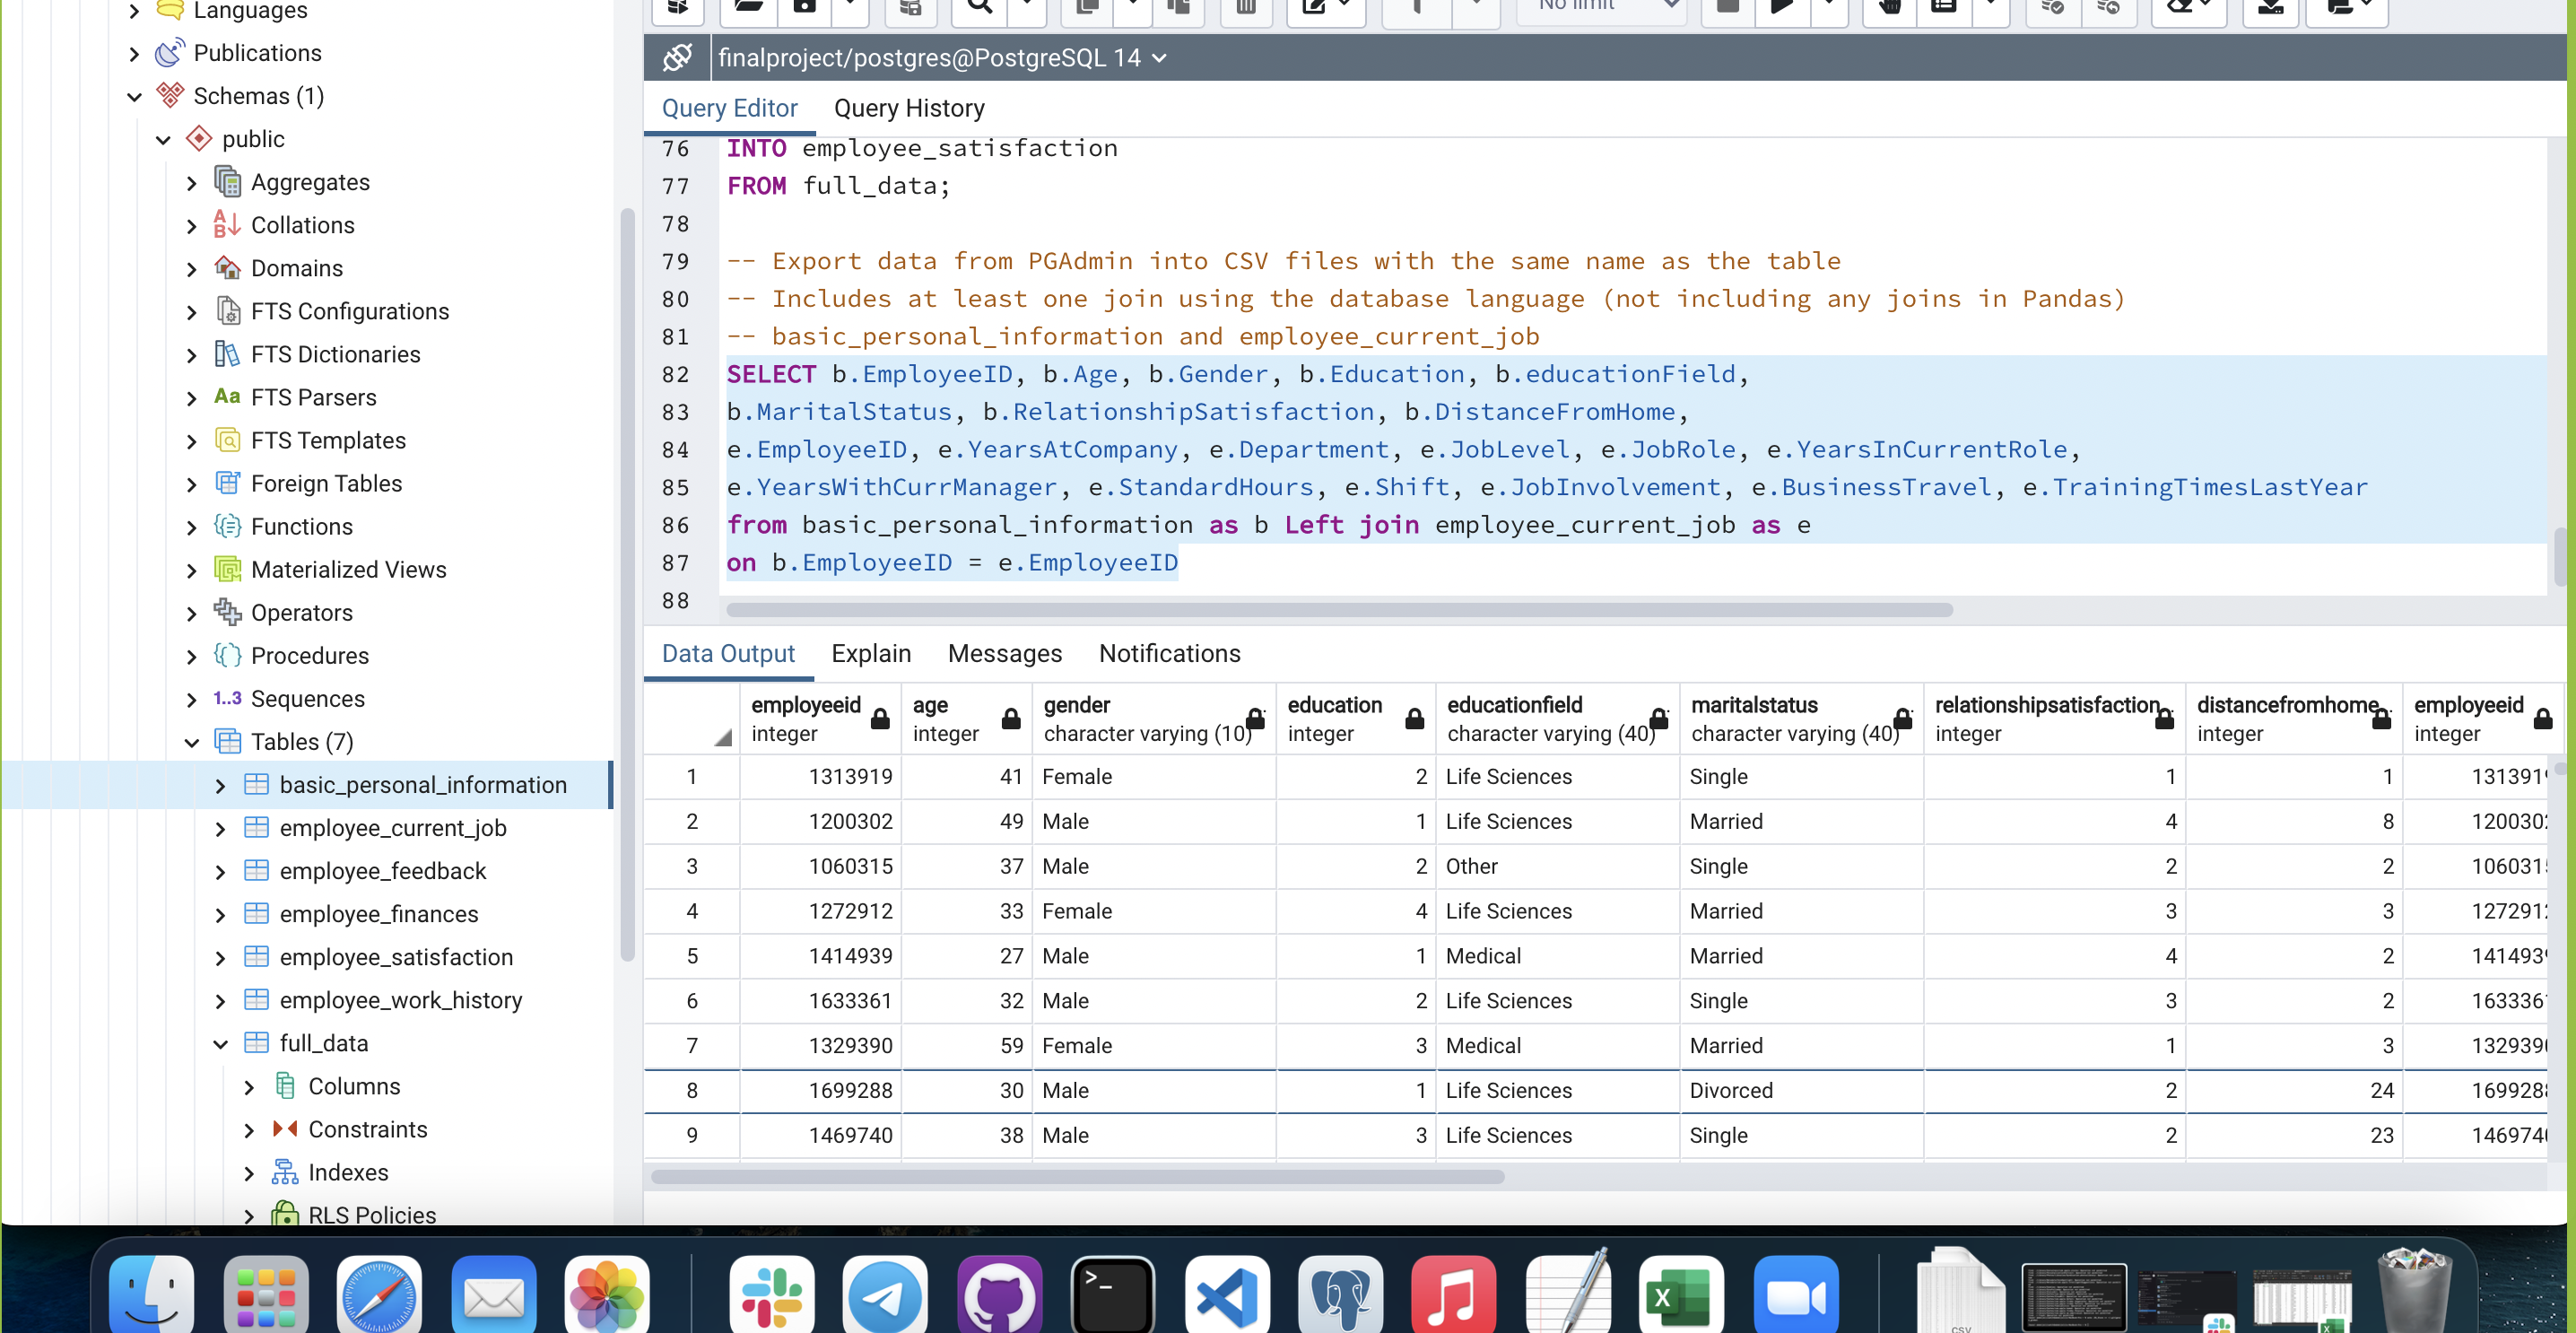 Languages
Publications
Schemas (1)
public
Aggregates
Collations
Domains
FTS Configurations
FTS Dictionaries
Aa FTS Parsers
FTS Templates
Foreign Tables
Functions
Materialized Views
Operators
Procedures
1..3 Sequences
Tables (7)
basic_personal_information
employee_current_job
employee_feedback
employee_finances
employee_satisfaction
employee_work_history
full_data
Columns
Constraints
Indexes
RLS Policies
No limit
finalproject/postgres@PostgreSQL 14
Query Editor Query History
76 INTO employee_satisfaction
77 FROM full_data;
78
79 -- Export data from PGAdmin into CSV files with the same name as the table
80 -- Includes at least one join using the database language (not including any joins in Pandas)
81 -- basic_personal_information and employee_current_job
82 SELECT b.EmployeeID, b.Age, b.Gender, b.Education, b.educationField,
83 b.MaritalStatus, b.RelationshipSatisfaction, b.DistanceFromHome,
84 e.EmployeeID, e.YearsAtCompany, e.Department, e.JobLevel, e.JobRole, e.YearsInCurrentRole,
85 e.YearsWithCurrManager, e.StandardHours, e.Shift, e.JobInvolvement, e.BusinessTravel, e.TrainingTimesLastYear
86 from basic_personal_information as b Left join employee_current_job as e
87 on b.EmployeeID = e.EmployeeID
88
Data Output Explain Messages Notifications
employeeid age gender education educationfield maritalstatus relationshipsatisfaction distancefromhome employeeid
integer integer character varying (10) integer character varying (40) character varying (40) integer integer integer
1 1313919 41 Female 2 Life Sciences Single 1 1 131391
2 1200302 49 Male 1 Life Sciences Married 4 8 120030
3 1060315 37 Male 2 Other Single 2 2 106031
4 1272912 33 Female 4 Life Sciences Married 3 3 127291
5 1414939 27 Male 1 Medical Married 4 2 141493
6 1633361 32 Male 2 Life Sciences Single 3 2 163336
7 1329390 59 Female 3 Medical Married 1 3 132939
8 1699288 30 Male 1 Life Sciences Divorced 2 24 169928
9 1469740 38 Male 3 Life Sciences Single 2 23 146974
CSV